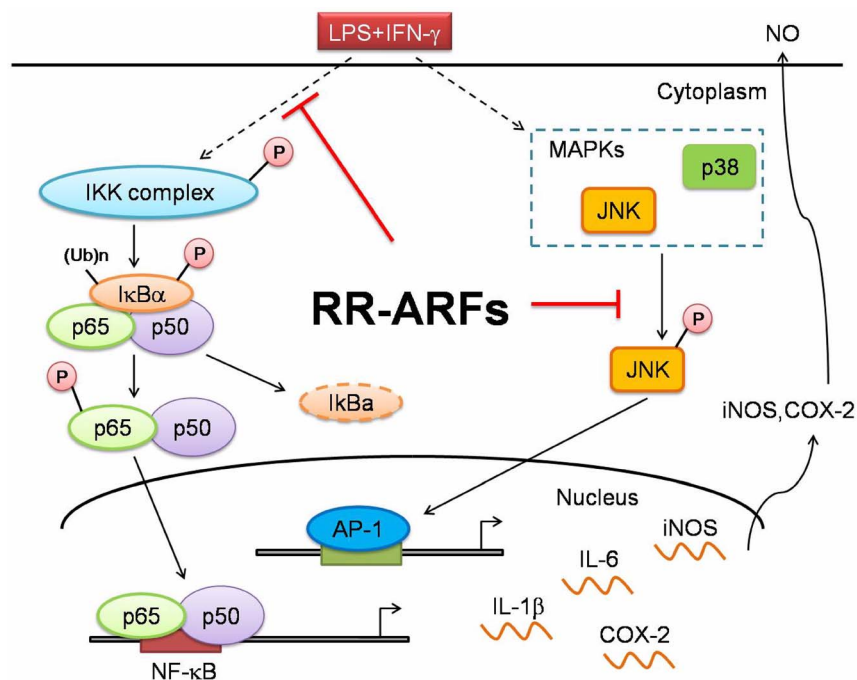 LPS+IFN-γ
NO
Cytoplasm
MAPKs
p38
JNK
P
IKK complex
(Ub)n
P
IκBα
p65
p50
RR-ARFs
P
JNK
P
p65
p50
IkBa
iNOS,COX-2
Nucleus
AP-1
iNOS
IL-6
IL-1β
COX-2
p65
p50
NF-κB